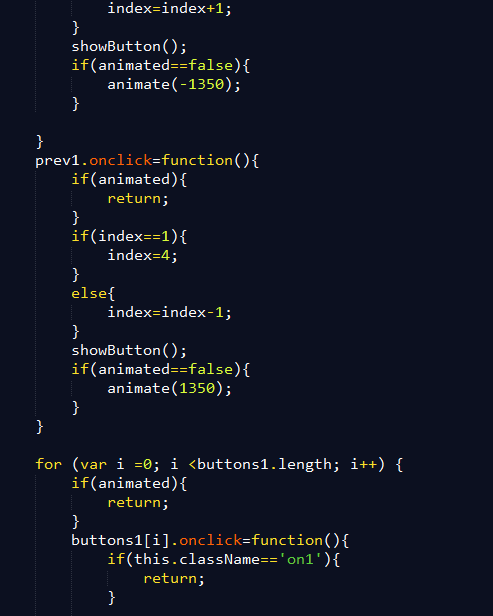 index=index+1;
}
showButton();
if(animated==false){
animate(-1350);
}
}
prev1.onclick=function(){
if(animated){
return;
}
if(index==1){
index=4;
}
else{
index=index-1;
}
showButton();
if(animated==false){
animate(1350);
}
}
for (var i =0; i <buttons1.length; i++) {
if(animated){
return;
}
buttons1[i].onclick=function(){
if(this.className=='on1'){
return;
}